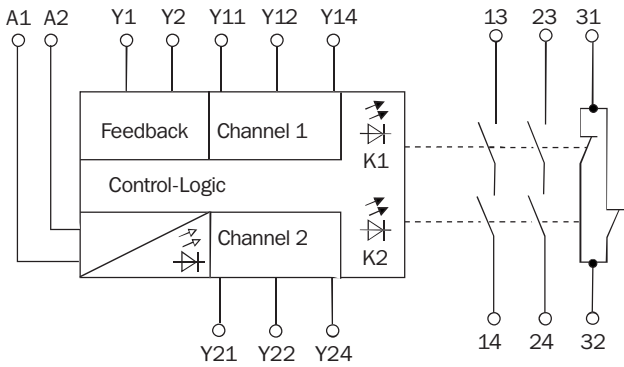 A1 A2 Y1 Y2 Y11 Y12 Y14 13 23 31
Feedback Channel 1
K1
Control-Logic
Channel 2
K2
Y21 Y22 Y24 14 24 32